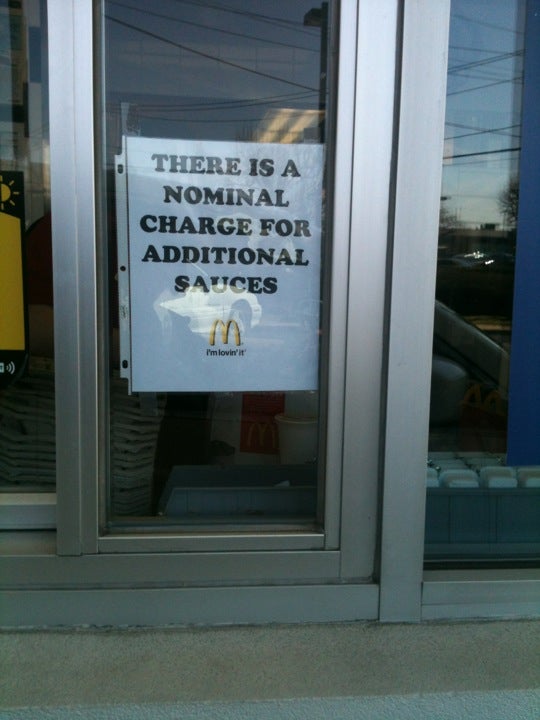 THERE IS A
NOMINAL
CHARGE FOR
ADDITIONAL
SAUCES
M
i'm lovin' it